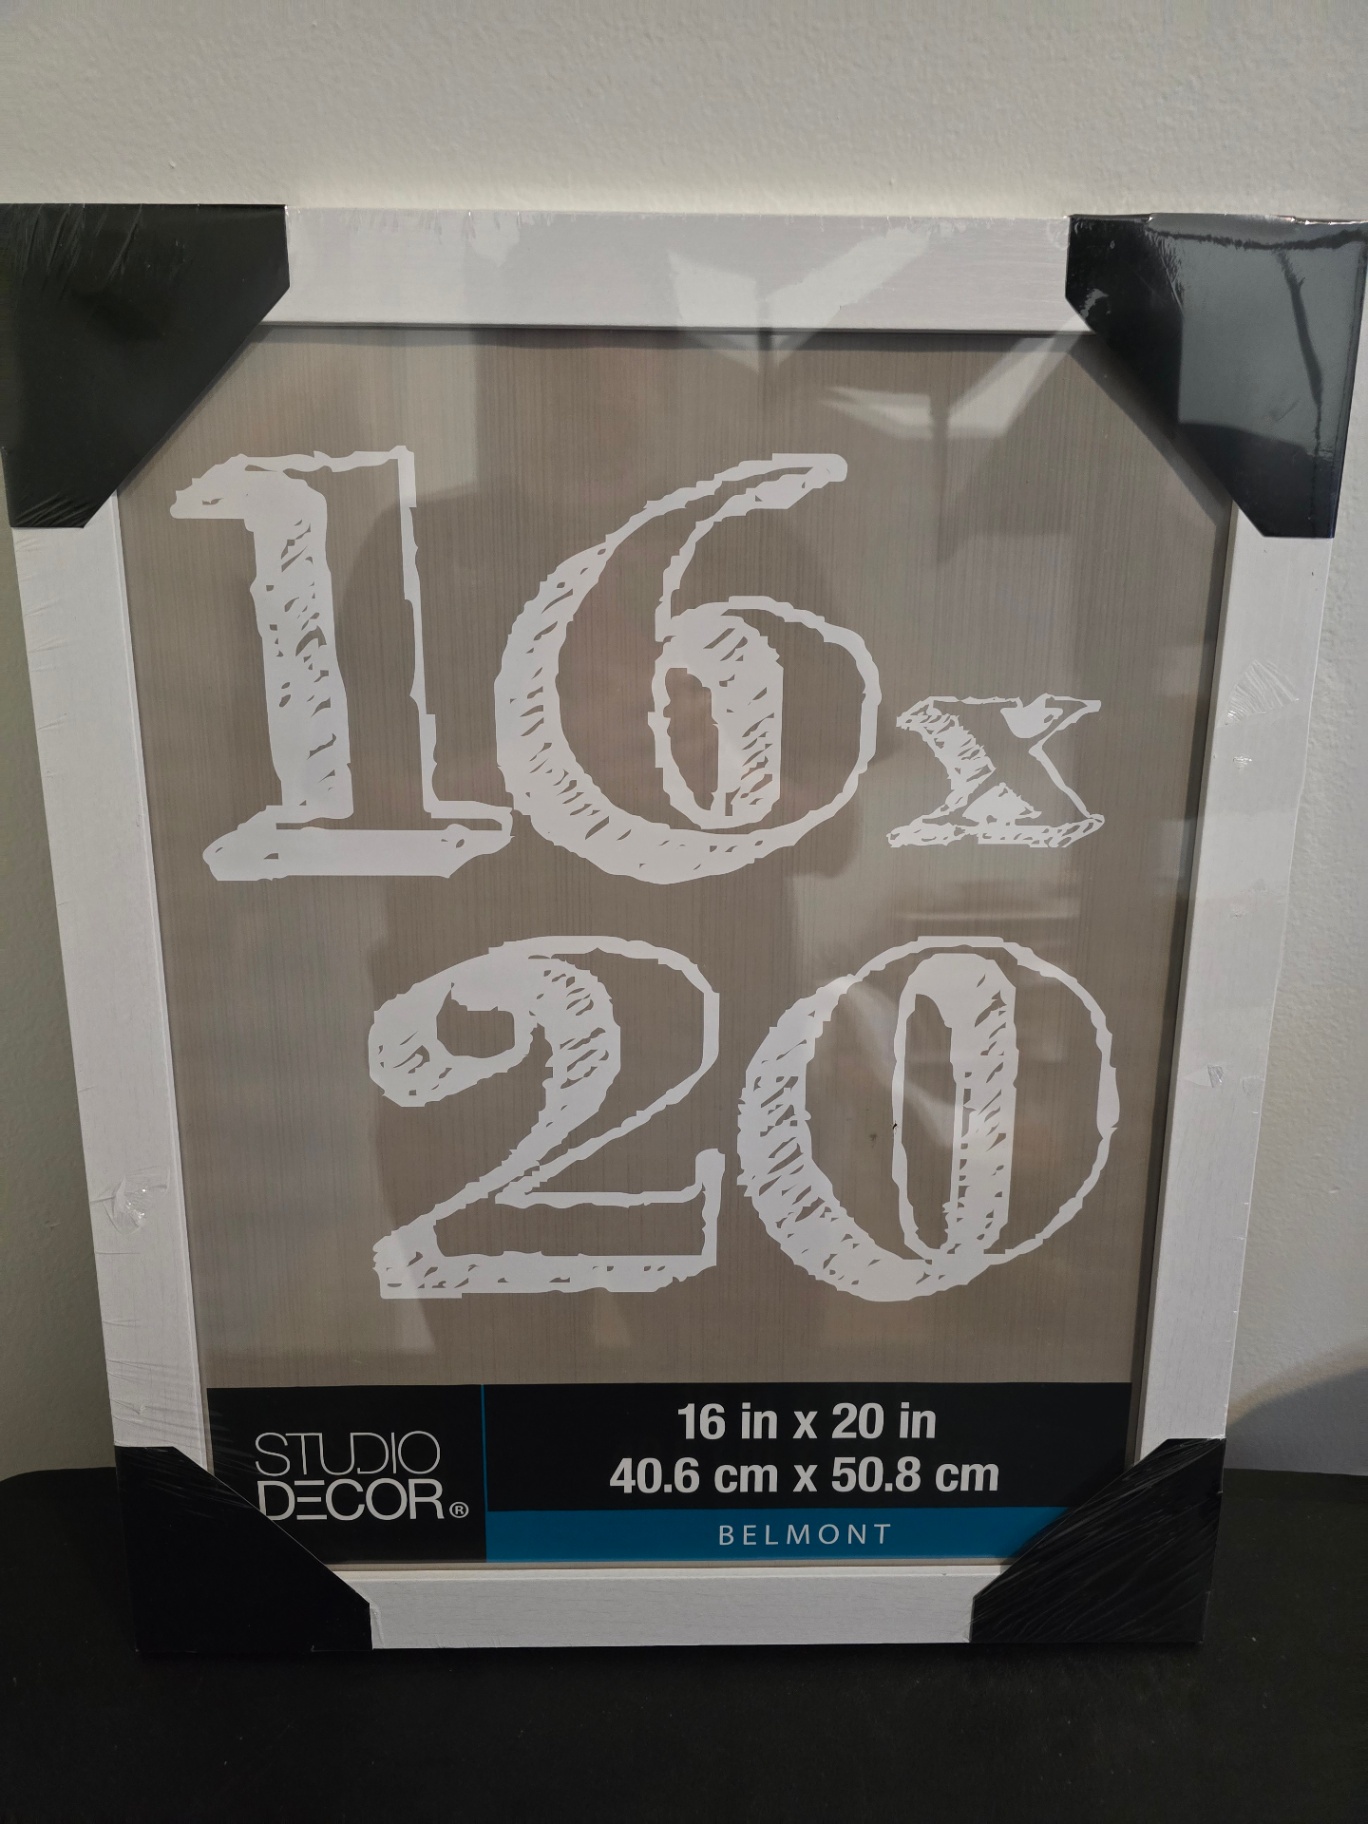 16x
20
STUDIO
DECOR®
16 in x 20 in
40.6 cm x 50.8 cm
BELMONT